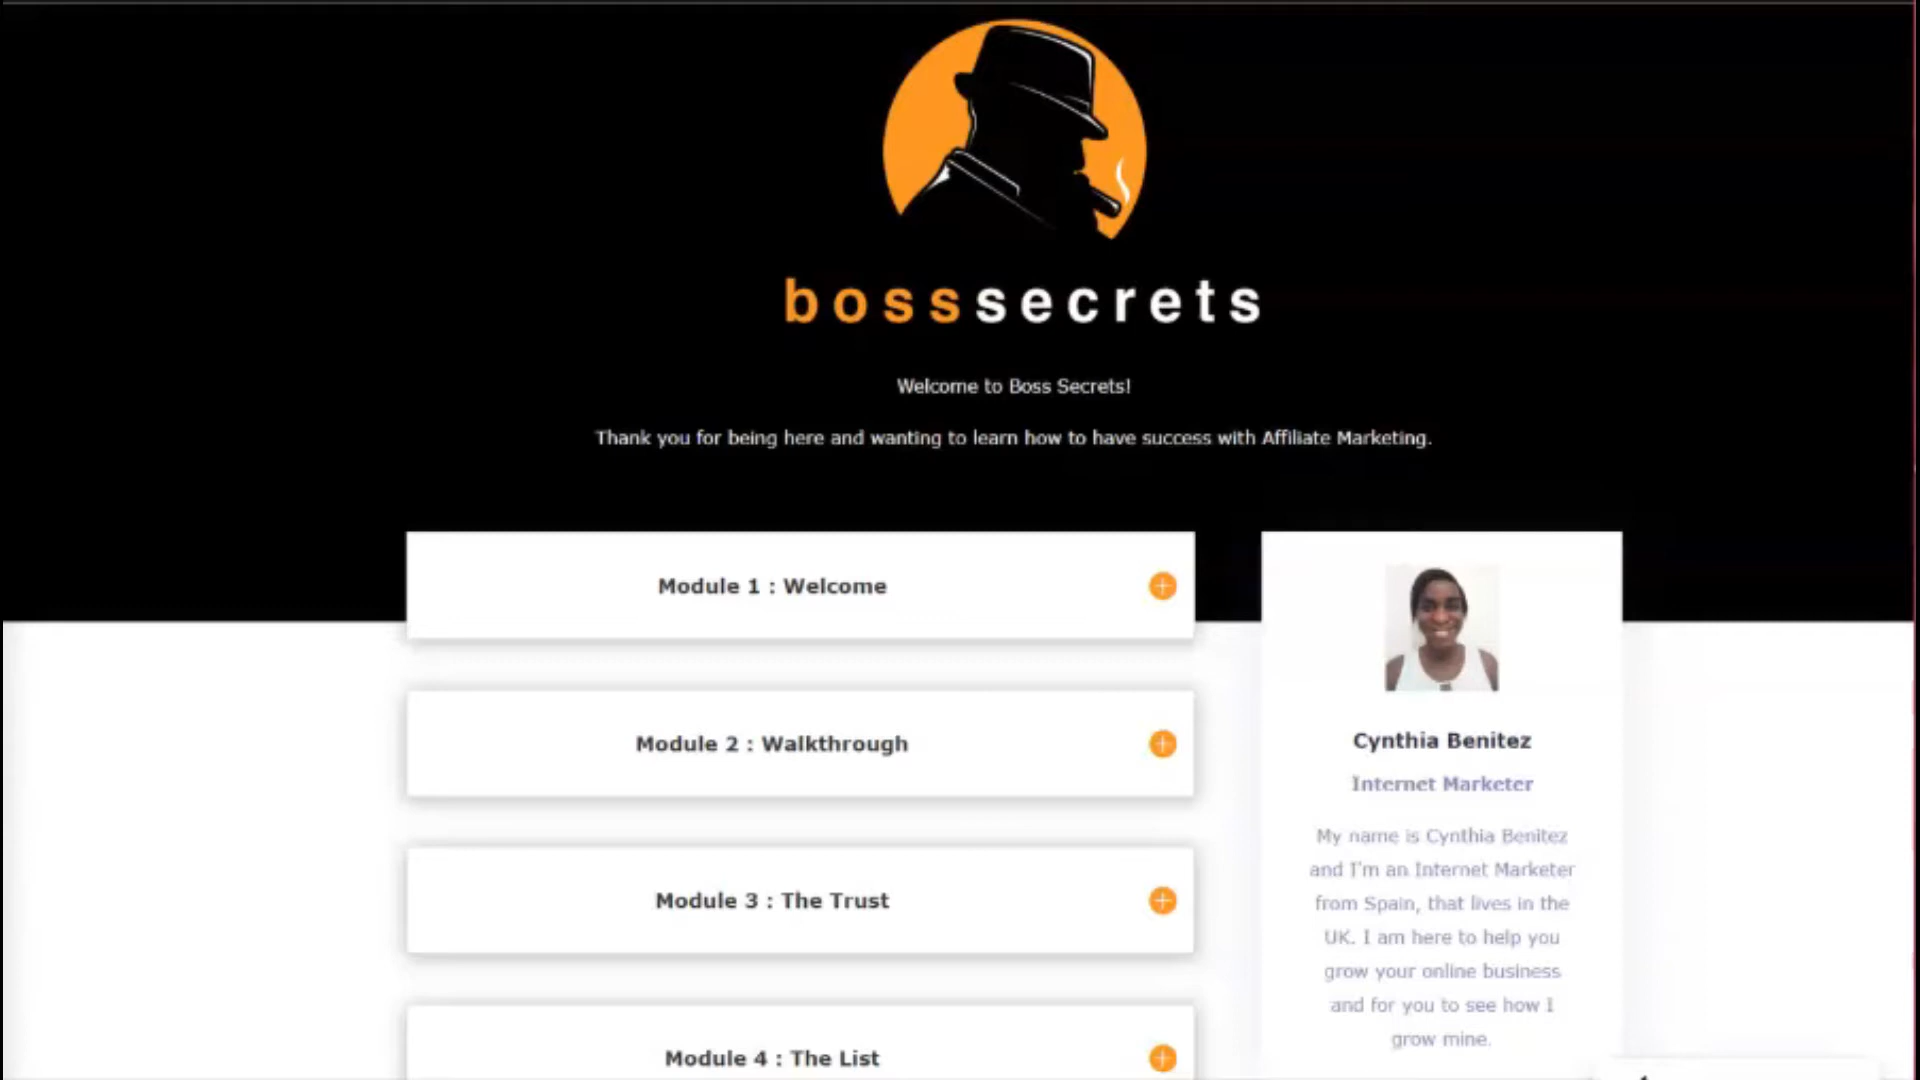 bosssecrets
Welcome to Boss Secrets!
Thank you for being here and wanting to learn how to have success with Affiliate Marketing.
Module 1 : Welcome
Module 2 : Walkthrough
Module 3 : The Trust
Module 4 : The List
Cynthia Benitez
Internet Marketer
My name is Cynthia Benitez
and I'm an Internet Marketer
from Spain, that lives in the
UK. I am here to help you
grow your online business
and for you to see how I
grow mine.